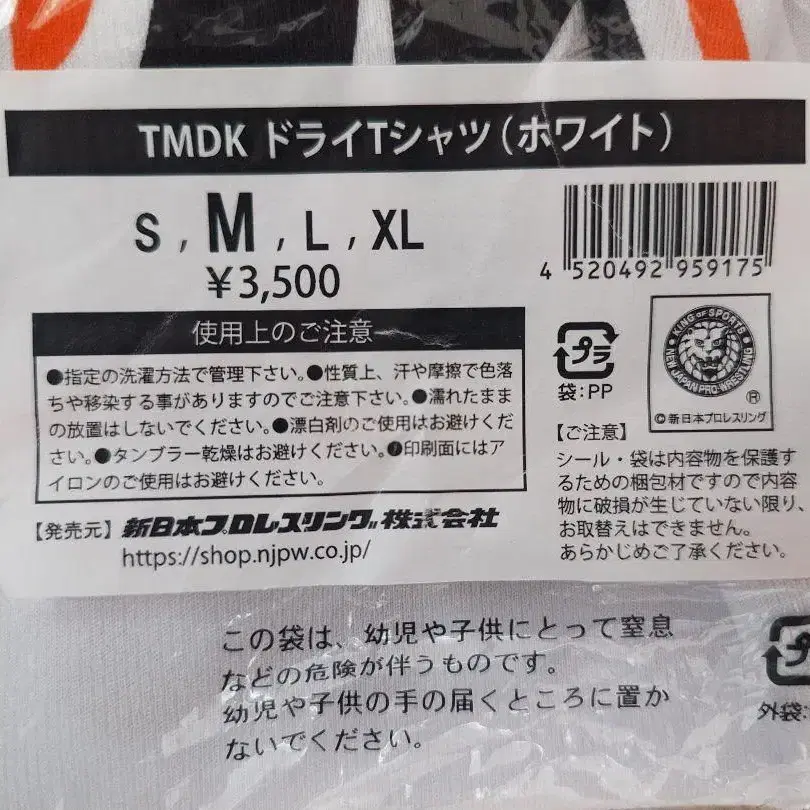 TMDK ドライTシャツ(ホワイト)
S , M , L , XL
¥3,500
4 520492 959175
使用上のご注意
●指定の洗濯方法で管理下さい。●性質上、汗や摩擦で色落
ちや移染する事がありますのでご注意下さい。●濡れたまま
の放置はしないでください。●漂白剤のご使用はお避けくだ
さい。●タンブラー乾燥はお避けください。●印刷面にはア
イロンのご使用はお避けください。
プラ
袋:PP
KING OF SPORTS
NEW JAPAN PRO-WRESTLING
®
©新日本プロレスリング
【ご注意】
シール・袋は内容物を保護す
るための梱包材ですので内容
物に破損が生じていない限り、
お取替えはできません。
あらかじめご了承ください。
【発売元】新日本プロレスリング株式会社
https://shop.njpw.co.jp/
この袋は、幼児や子供にとって窒息
などの危険が伴うものです。
幼児や子供の手の届くところに置か
ないでください。
プラ
外袋: